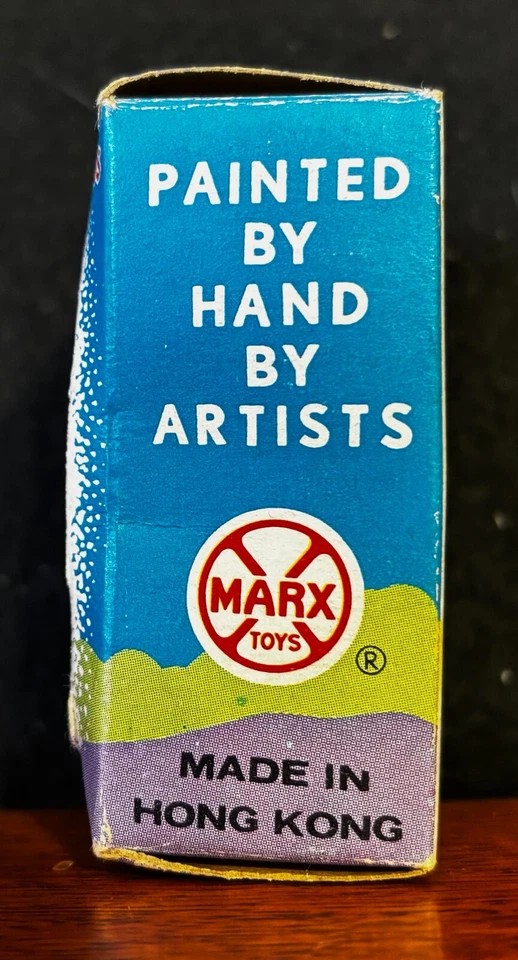 PAINTED
BY
HAND
BY
ARTISTS
MARX
TOYS
®
MADE IN
HONG KONG